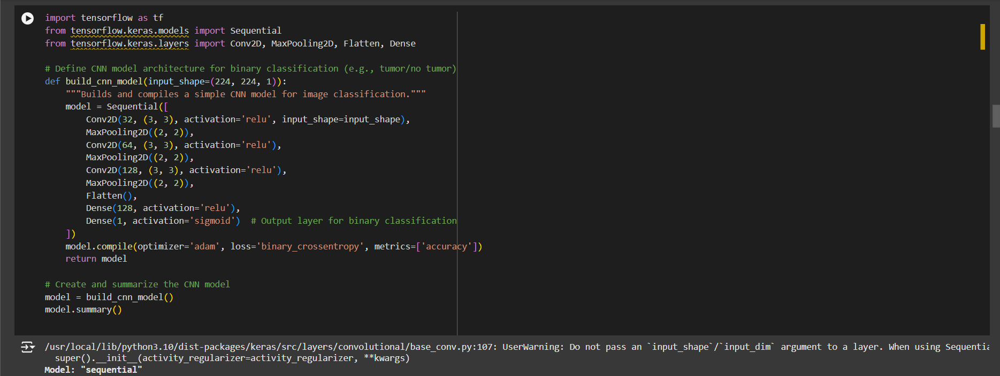 import tensorflow as tf
from tensorflow.keras.models import Sequential
from tensorflow.keras.layers import Conv2D, MaxPooling2D, Flatten, Dense

# Define CNN model architecture for binary classification (e.g., tumor/no tumor)
def build_cnn_model(input_shape=(224, 224, 1)):
    """Builds and compiles a simple CNN model for image classification."""
    model = Sequential([
        Conv2D(32, (3, 3), activation='relu', input_shape=input_shape),
        MaxPooling2D((2, 2)),
        Conv2D(64, (3, 3), activation='relu'),
        MaxPooling2D((2, 2)),
        Conv2D(128, (3, 3), activation='relu'),
        MaxPooling2D((2, 2)),
        Flatten(),
        Dense(128, activation='relu'),
        Dense(1, activation='sigmoid')  # Output layer for binary classification
    ])
    model.compile(optimizer='adam', loss='binary_crossentropy', metrics=['accuracy'])
    return model

# Create and summarize the CNN model
model = build_cnn_model()
model.summary()

/usr/local/lib/python3.10/dist-packages/keras/src/layers/convolutional/base_conv.py:107: UserWarning: Do not pass an `input_shape`/`input_dim` argument to a layer. When using Sequentia
  super().__init__(activity_regularizer=activity_regularizer, **kwargs)
Model: "sequential"